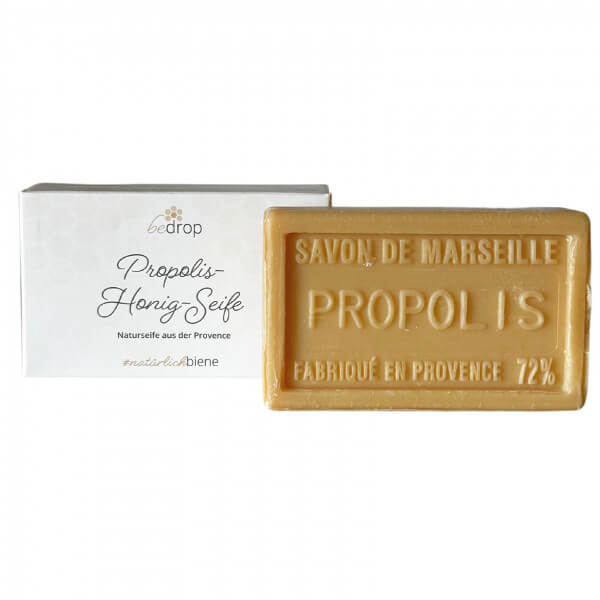 bedrop
Propolis-
Honig-Seife
Naturseife aus der Provence
#natürlichbiene
SAVON DE MARSEILLE
PROPOLIS
FABRIQUÉ EN PROVENCE 72%